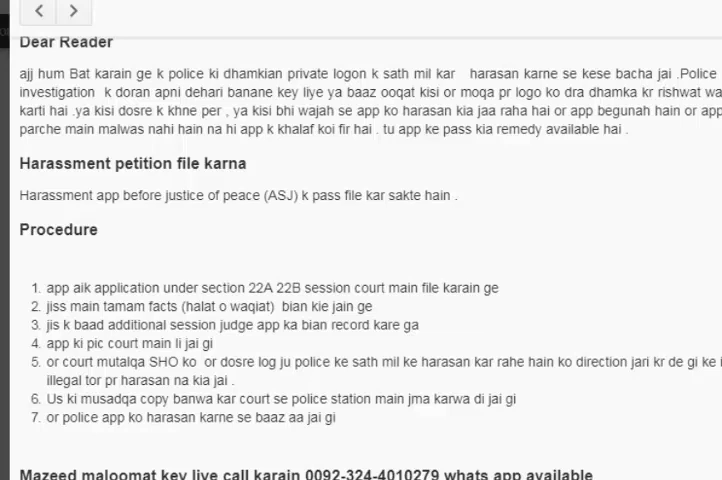 Dear Reader
ajj hum Bat karain ge k police ki dhamkian private logon k sath mil kar harasan karne se kese bacha jai .Police
investigation k doran apni dehari banane key liye ya baaz ooqat kisi or moqa pr logo ko dra dhamka kr rishwat
karti hai .ya kisi dosre k khne per , ya kisi bhi wajah se app ko harasan kia jaa raha hai or app begunah hain or app
parche main malwas nahi hain na hi app k khalaf koi fir hai . tu app ke pass kia remedy available hai .
Harassment petition file karna
Harassment app before justice of peace (ASJ) k pass file kar sakte hain .
Procedure
1. app aik application under section 22A 22B session court main file karain ge
2. jiss main tamam facts (halat o waqiat) bian kie jain ge
3. jis k baad additional session judge app ka bian record kare ga
4. app ki pic court main li jai gi
5. or court mutalqa SHO ko or dosre log ju police ke sath mil ke harasan kar rahe hain ko direction jari kr de gi ke
illegal tor pr harasan na kia jai .
6. Us ki musadqa copy banwa kar court se police station main jma karwa di jai gi
7. or police app ko harasan karne se baaz aa jai gi
Mazeed maloomat key liye call karain 0092-324-4010279 whats app available